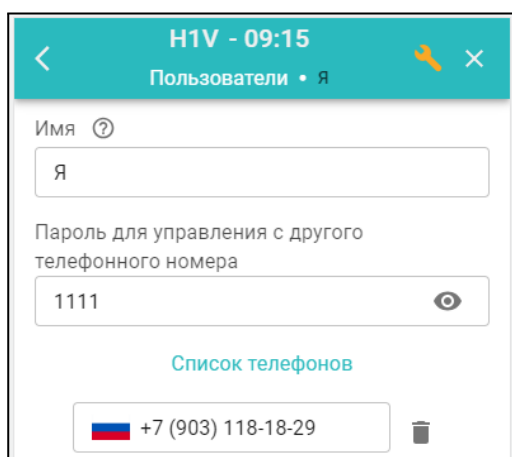 H1V - 09:15
Пользователи • Я
Имя ?
Я
Пароль для управления с другого
телефонного номера
1111
Список телефонов
+7 (903) 118-18-29